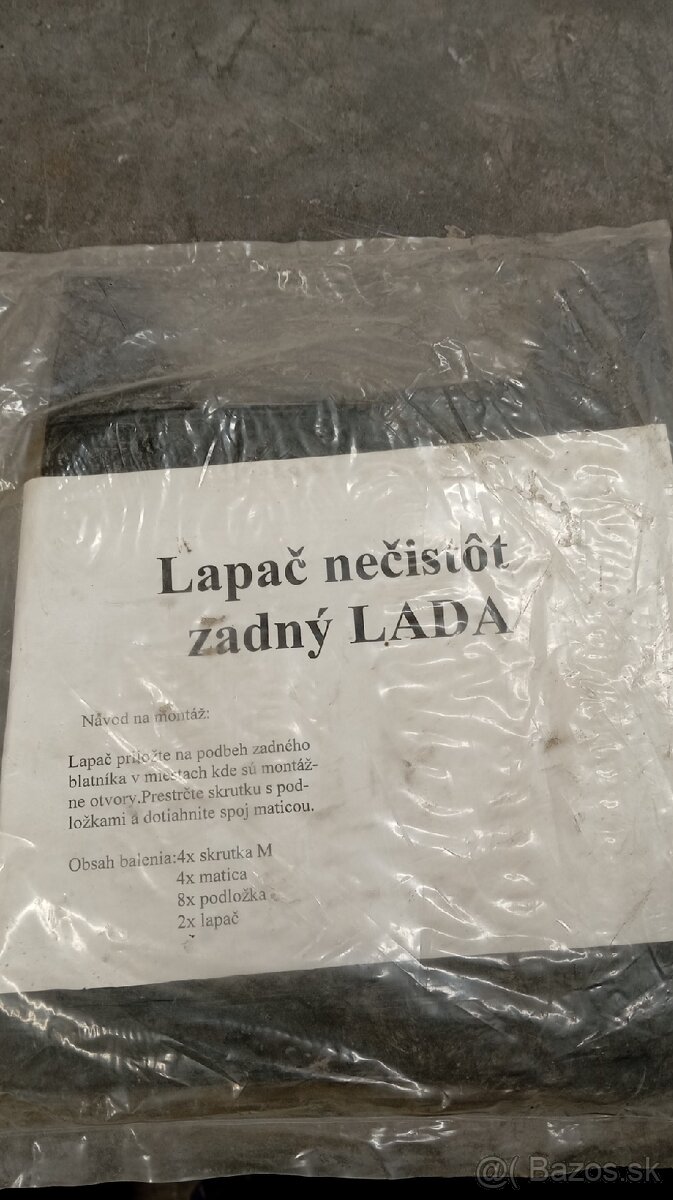 Lapač nečistôt
zadný LADA
Návod na montáž:
Lapač priložte na podbeh zadného
blatníka v miestach kde sú montáž-
ne otvory.Prestrčte skrutku s pod-
ložkami a dotiahnite spoj maticou.
Obsah balenia:4x skrutka M
4x matica
8x podložka
2x lapač
@( Bazos.sk